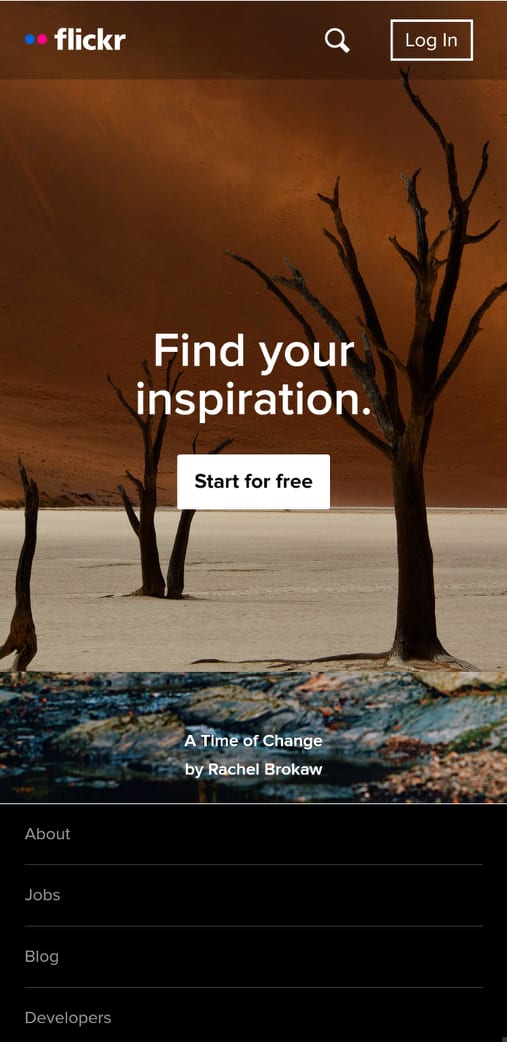 flickr
Log In
Find your
inspiration.
Start for free
A Time of Change
by Rachel Brokaw
About
Jobs
Blog
Developers